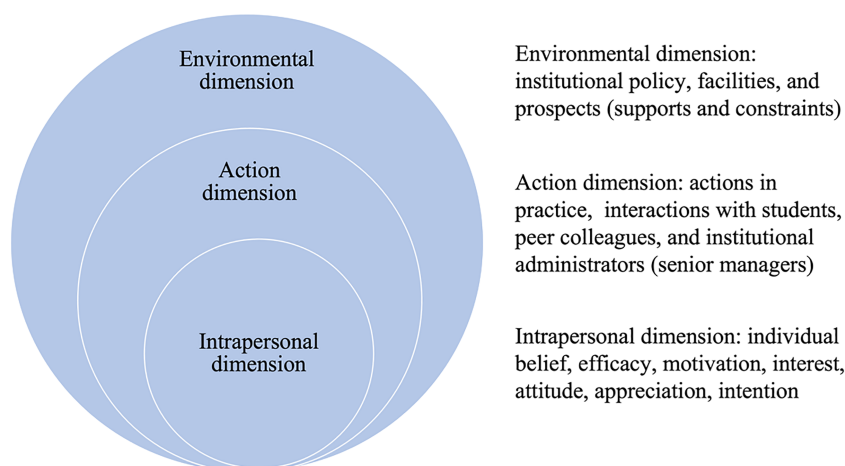 Environmental
dimension
Action
dimension
Intrapersonal
dimension
Environmental dimension:
institutional policy, facilities, and
prospects (supports and constraints)
Action dimension: actions in
practice, interactions with students,
peer colleagues, and institutional
administrators (senior managers)
Intrapersonal dimension: individual
belief, efficacy, motivation, interest,
attitude, appreciation, intention